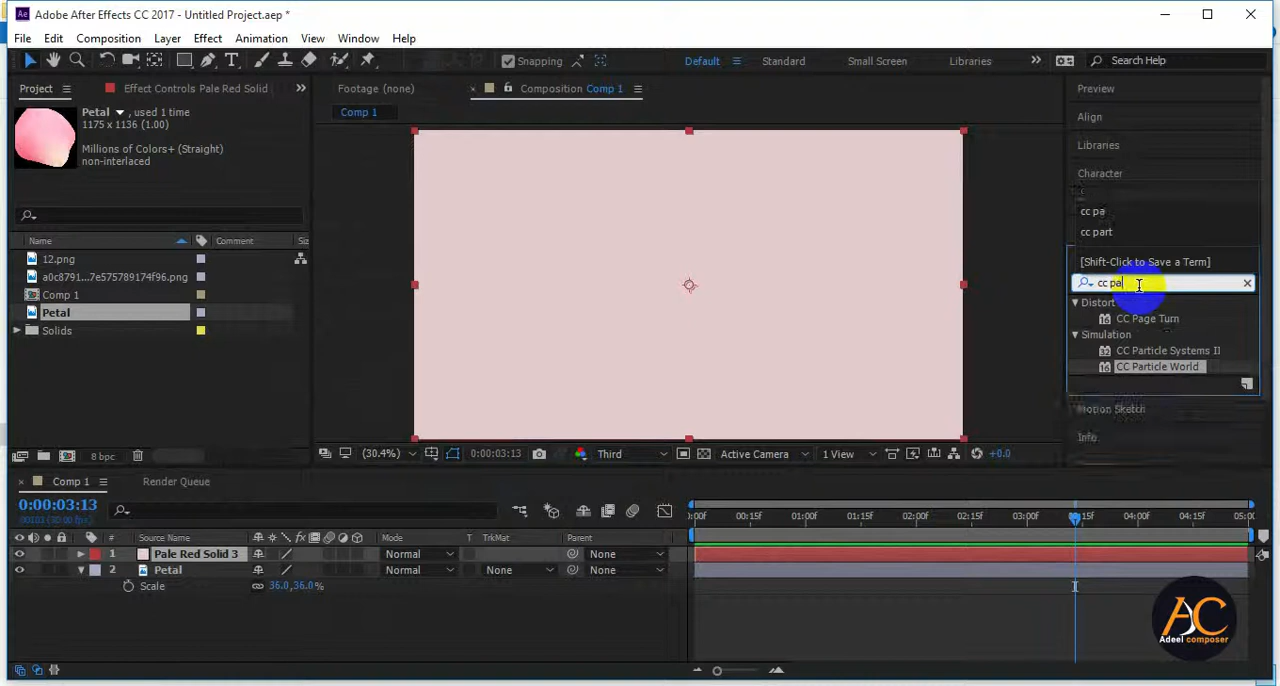 Adobe After Effects CC 2017 - Untitled Project.aep *
File Edit Composition Layer Effect Animation View Window Help
Snapping Default Standard Small Screen Libraries Search Help
Project Effect Controls Pale Red Solid Footage (none) Composition Comp 1 Preview
Petal , used 1 time
1175 x 1136 (1.00)
Comp 1
Align
Millions of Colors+ (Straight)
non-interlaced
Libraries
Character
cc pa
cc part
Name Comment Siz
12.png
[Shift-Click to Save a Term]
a0c8791...7e575789174f96.png
cc pa
Comp 1
Distort
Petal
CC Page Turn
Solids
Simulation
CC Particle Systems II
CC Particle World
Motion Sketch
Info
8 bpc (30.4%) 0:00:03:13 Third Active Camera 1 View +0.0
Comp 1 Render Queue
0:00:03:13
:00f 00:15f 01:00f 01:15f 02:00f 02:15f 03:00f 15f 04:00f 04:15f 05:0
# Source Name Mode T TrkMat Parent
1 Pale Red Solid 3 Normal None
2 Petal Normal None None
Scale 36.0,36.0%
AC
Adeel composer